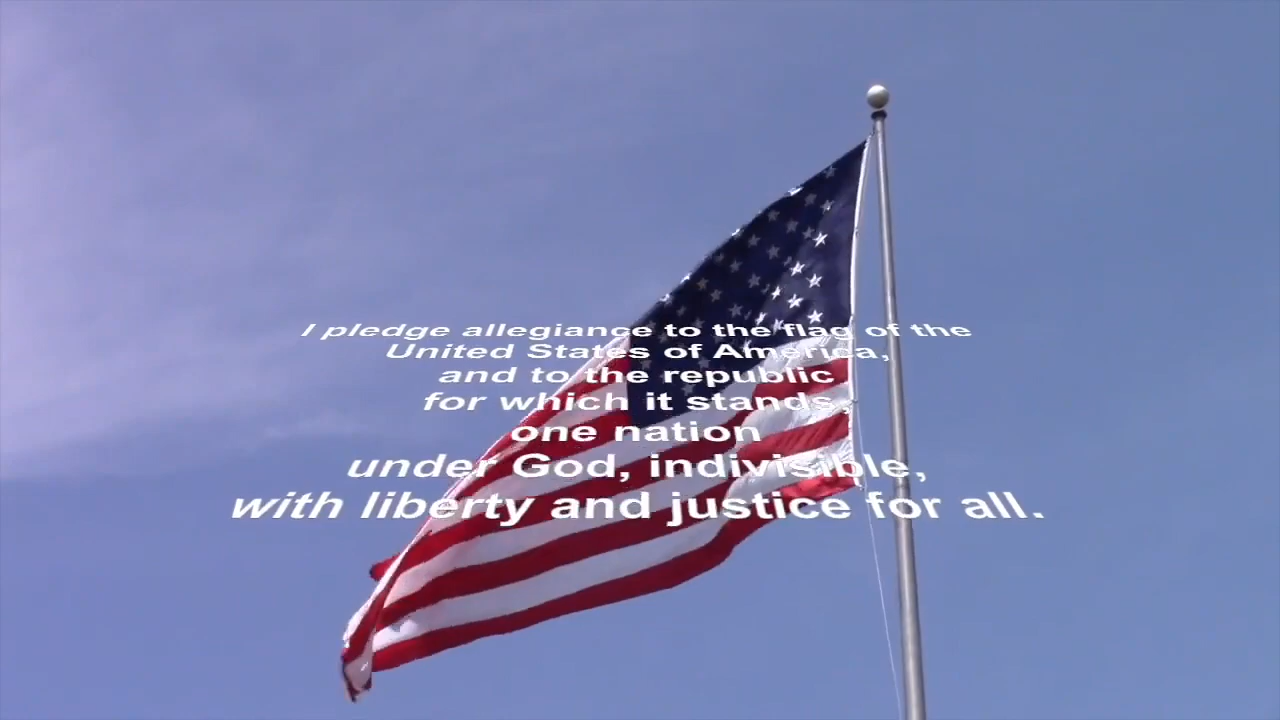 I pledge allegiance to the flag of the
United States of America,
and to the republic
for which it stands
one nation
under God, indivisible,
with liberty and justice for all.